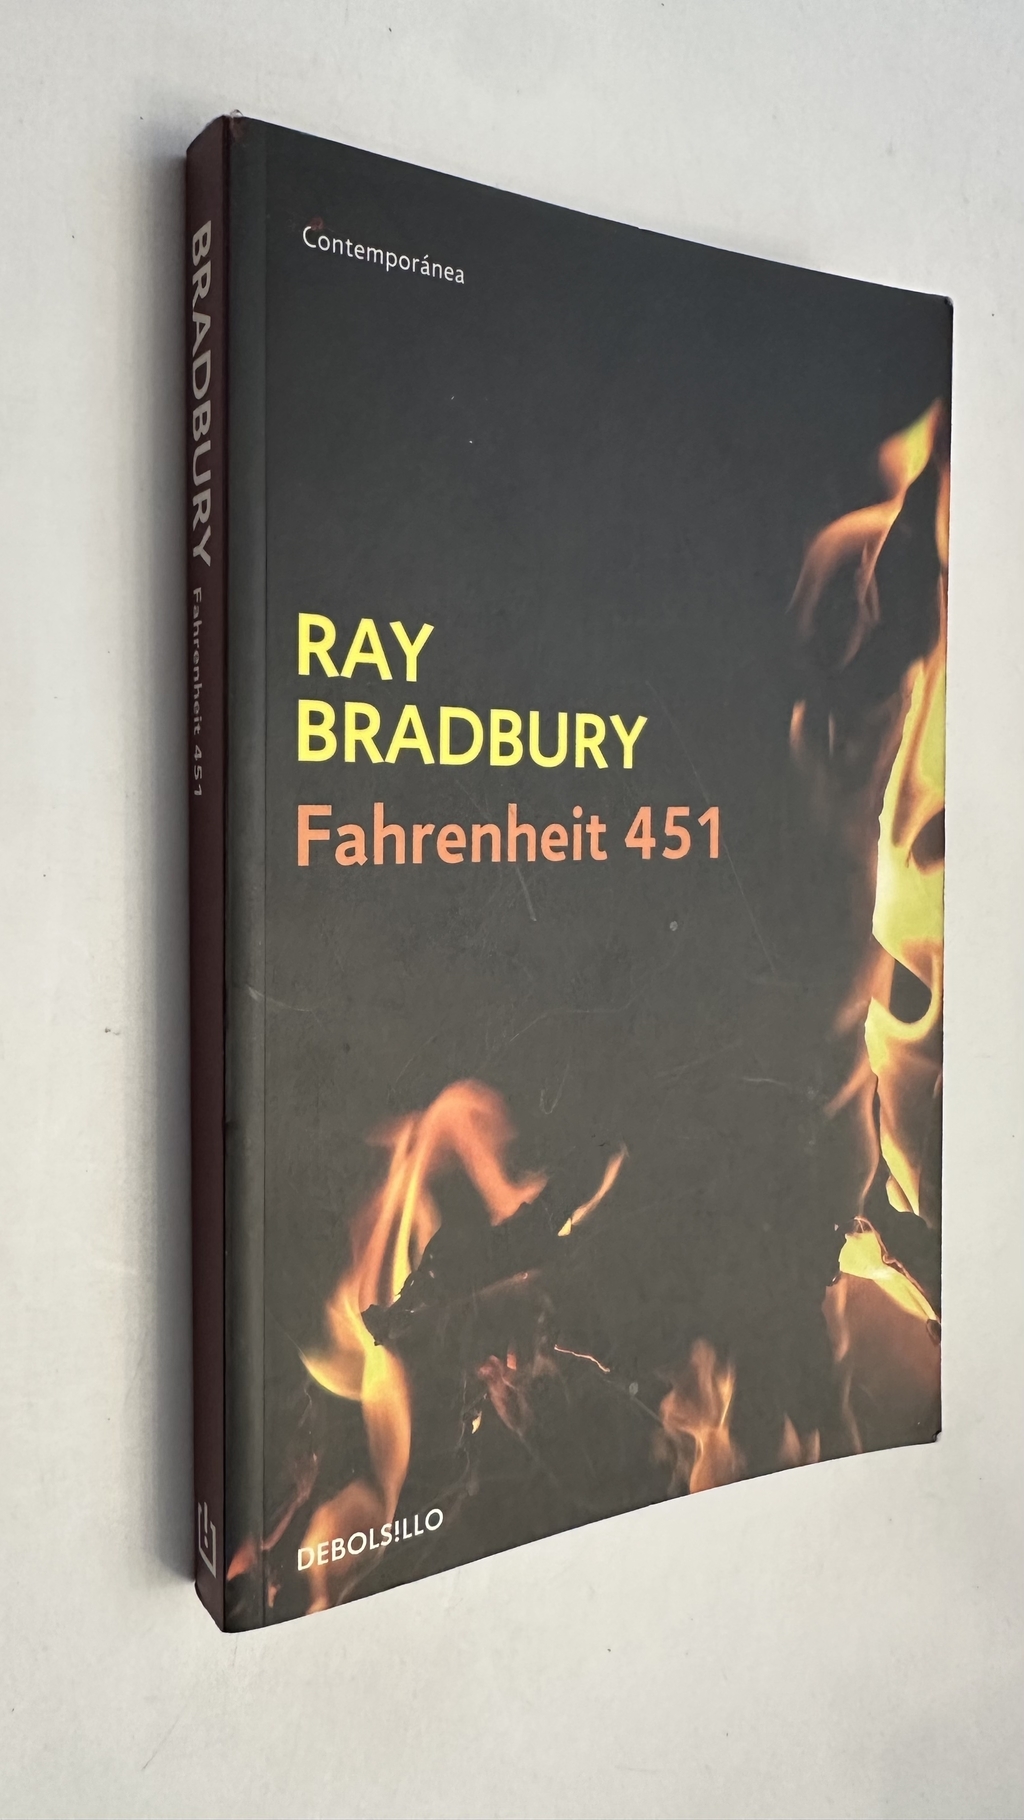 Contemporánea
RAY
BRADBURY
Fahrenheit 451
DEBOLS!LLO
BRADBURY Fahrenheit 451